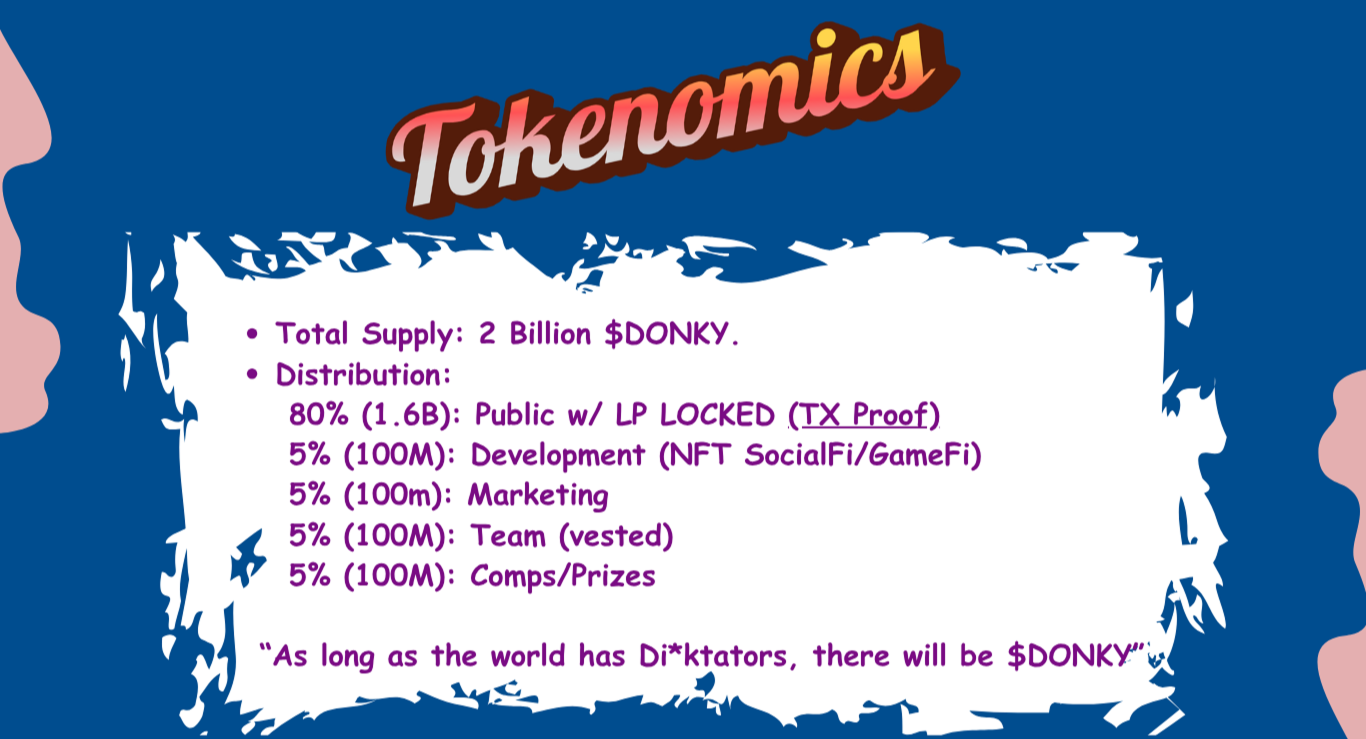 Tokenomics
• Total Supply: 2 Billion $DONKY.
• Distribution:
80% (1.6B): Public w/ LP LOCKED (TX Proof)
5% (100M): Development (NFT SocialFi/GameFi)
5% (100m): Marketing
5% (100M): Team (vested)
5% (100M): Comps/Prizes
“As long as the world has Di*ktators, there will be $DONKY”